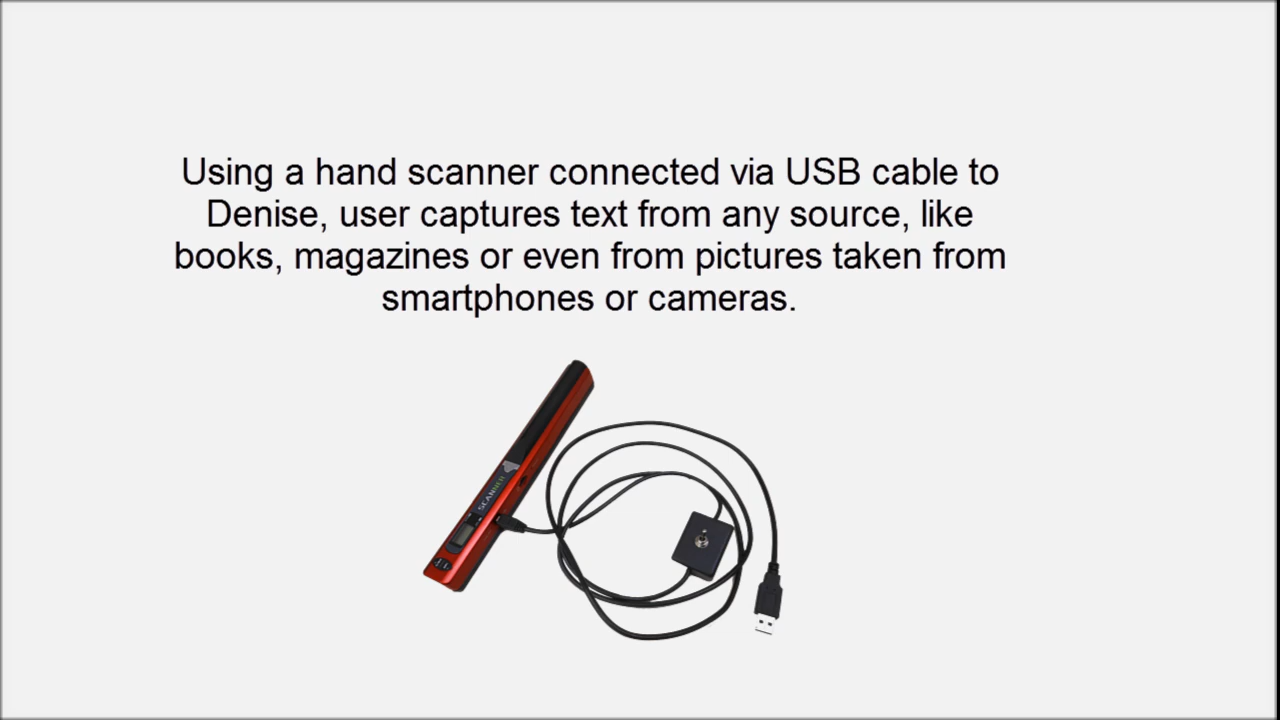 Using a hand scanner connected via USB cable to
Denise, user captures text from any source, like
books, magazines or even from pictures taken from
smartphones or cameras.
SCANNER